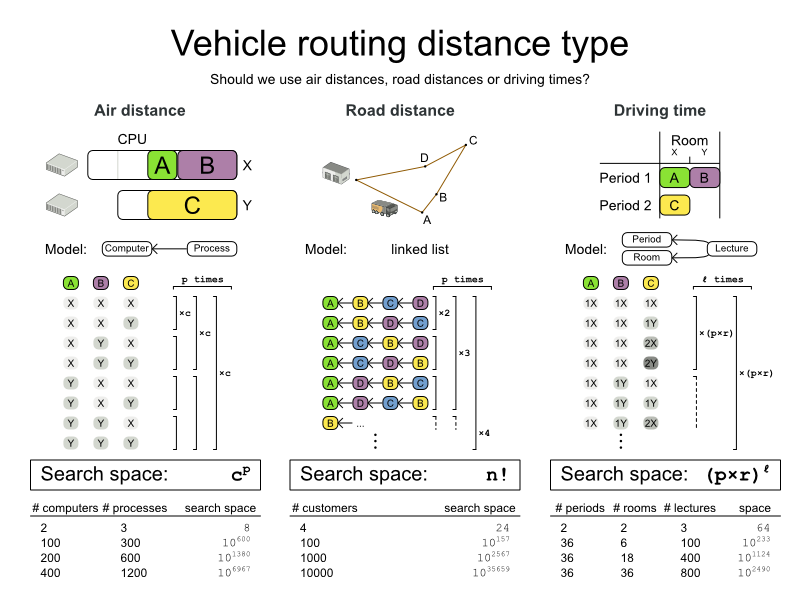 Vehicle routing distance type
Should we use air distances, road distances or driving times?
Air distance
CPU
A B X
C Y
Model: Computer Process
A B C p times
X X X
X X Y
X Y X
X Y Y
Y X X
Y X Y
Y Y X
Y Y Y
×c
×c
×c
Search space: c^p
# computers # processes search space
2 3 8
100 300 10^600
200 600 10^1380
400 1200 10^6967
Road distance
C
D
B
A
Model: linked list
p times
A B C D
A B D C
A C B D
A C D B
A D B C
A D C B
B ...
×2
×3
×4
Search space: n!
# customers search space
4 24
100 10^157
1000 10^2567
10000 10^35659
Driving time
Room
X Y
Period 1 A B
Period 2 C
Model: Period Room Lecture
A B C ℓ times
1X 1X 1X
1X 1X 1Y
1X 1X 2X
1X 1X 2Y
1X 1Y 1X
1X 1Y 1Y
1X 1Y 2X
×(p×r)
×(p×r)
Search space: (p×r)^ℓ
# periods # rooms # lectures space
2 2 3 64
36 6 100 10^233
36 18 400 10^1124
36 36 800 10^2490